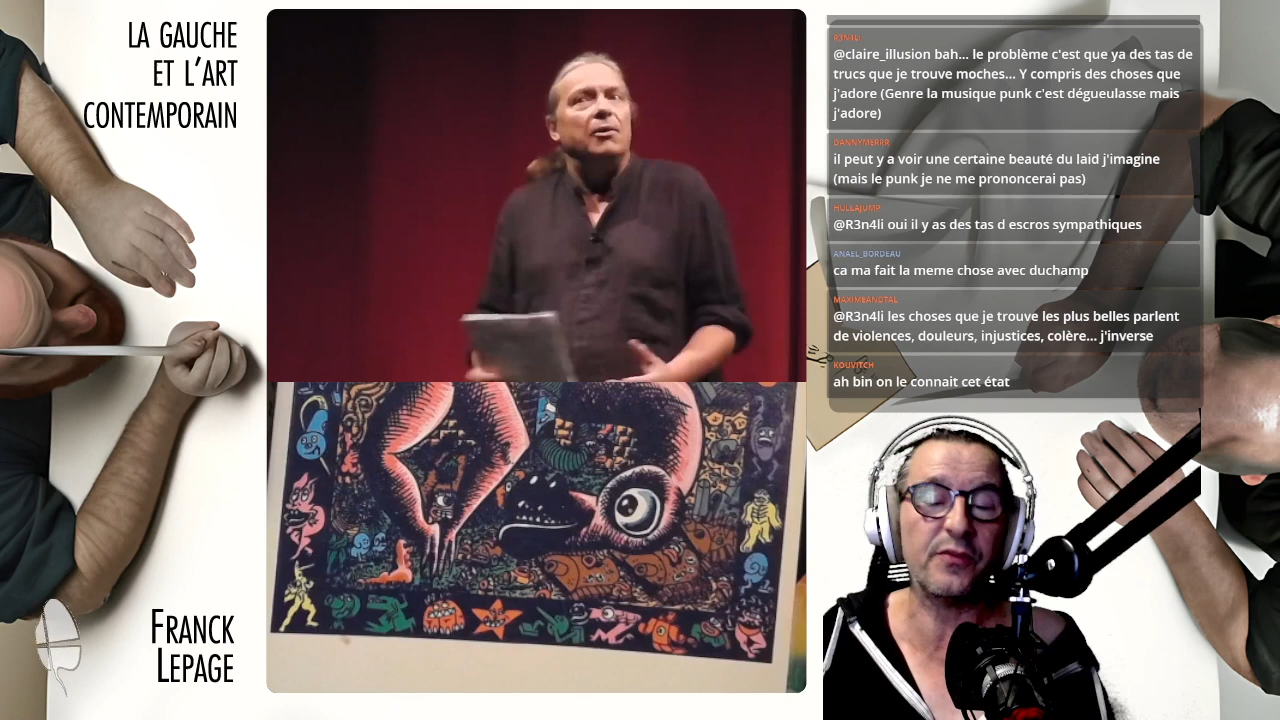 LA GAUCHE
ET L'ART
CONTEMPORAIN
FRANCK
LEPAGE
R3N4LI
@claire_illusion bah... le problème c'est que ya des tas de
trucs que je trouve moches... Y compris des choses que
j'adore (Genre la musique punk c'est dégueulasse mais
j'adore)
DANNYMERRR
il peut y a voir une certaine beauté du laid j'imagine
(mais le punk je ne me prononcerai pas)
HULLAJUMP
@R3n4li oui il y as des tas d escros sympathiques
ANAEL_BORDEAU
ca ma fait la meme chose avec duchamp
MAXIMEANDTAL
@R3n4li les choses que je trouve les plus belles parlent
de violences, douleurs, injustices, colère... j'inverse
KOUVITCH
ah bin on le connait cet état